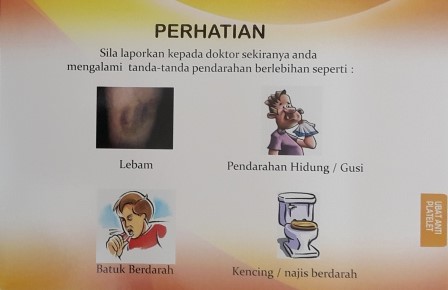 PERHATIAN
Sila laporkan kepada doktor sekiranya anda
mengalami tanda-tanda pendarahan berlebihan seperti :
Lebam
Pendarahan Hidung / Gusi
UBAT ANTI
PLATELET
Batuk Berdarah
Kencing / najis berdarah